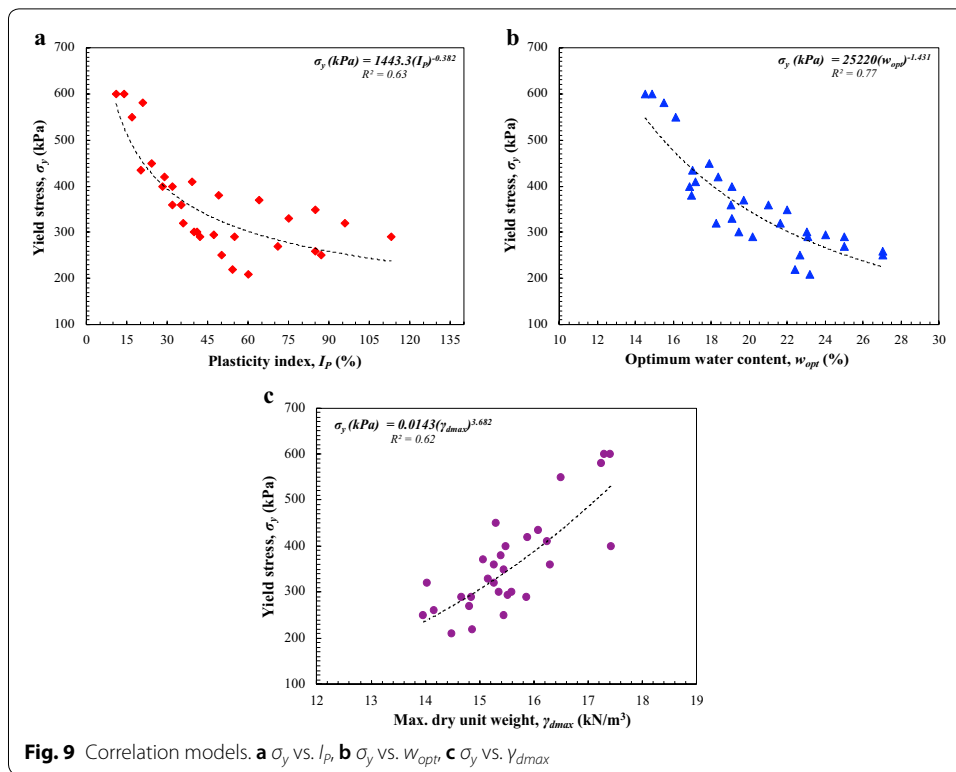 a
σy (kPa) = 1443.3(IP)-0.382
R² = 0.63
700
600
500
400
300
200
100
Yield stress, σy (kPa)
0 15 30 45 60 75 90 105 120 135
Plasticity index, IP (%)
b
σy (kPa) = 25220(wopt)-1.431
R² = 0.77
700
600
500
400
300
200
100
Yield stress, σy (kPa)
10 12 14 16 18 20 22 24 26 28 30
Optimum water content, wopt (%)
c
σy (kPa) = 0.0143(γdmax)3.682
R² = 0.62
700
600
500
400
300
200
100
Yield stress, σy (kPa)
12 13 14 15 16 17 18 19
Max. dry unit weight, γdmax (kN/m³)
Fig. 9 Correlation models. a σy vs. IP, b σy vs. wopt, c σy vs. γdmax